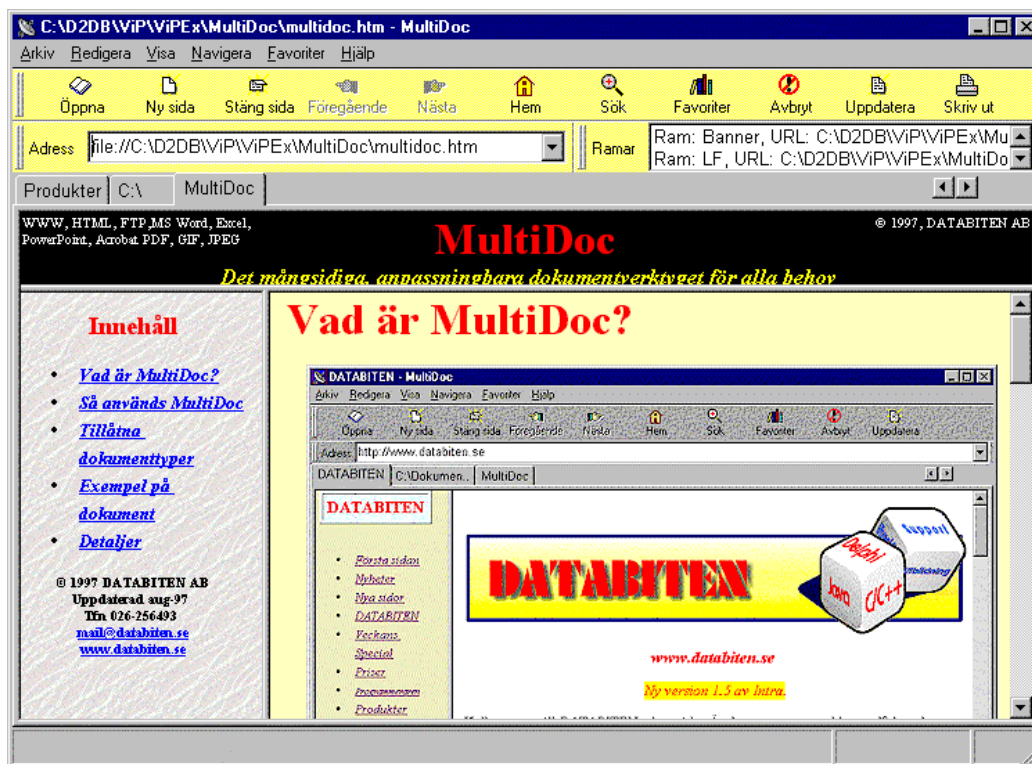 C:\D2DB\ViP\ViPEx\MultiDoc\multidoc.htm - MultiDoc
Arkiv Redigera Visa Navigera Favoriter Hjälp
Öppna Ny sida Stäng sida Föregående Nästa Hem Sök Favoriter Avbryt Uppdatera Skriv ut
Adress file://C:\D2DB\ViP\ViPEx\MultiDoc\multidoc.htm
Ramar
Ram: Banner, URL: C:\D2DB\ViP\ViPEx\Mu
Ram: LF, URL: C:\D2DB\ViP\ViPEx\MultiDo
Produkter C:\ MultiDoc
WWW, HTML, FTP,MS Word, Excel,
PowerPoint, Acrobat PDF, GIF, JPEG
MultiDoc
© 1997, DATABITEN AB
Det mångsidiga, anpassningbara dokumentverktyget för alla behov
Innehåll
• Vad är MultiDoc?
• Så används MultiDoc
• Tillåtna
dokumenttyper
• Exempel på
dokument
• Detaljer
© 1997 DATABITEN AB
Uppdaterad aug-97
Tfn 026-256493
mail@databiten.se
www.databiten.se
Vad är MultiDoc?
DATABITEN - MultiDoc
Arkiv Redigera Visa Navigera Favoriter Hjälp
Öppna Ny sida Stäng sida Föregående Nästa Hem Sök Favoriter Avbryt Uppdatera
Adress http://www.databiten.se
DATABITEN C:\Dokumen.. MultiDoc
DATABITEN
• Första sidan
• Nyheter
• Nya sidor
• DATABITEN
• Veckans
Special
• Priser
• Programmeringen
• Produkter
DATABITEN
Support
Delphi
Utbildning
Java
C/C++
www.databiten.se
Ny version 1.5 av Intra.